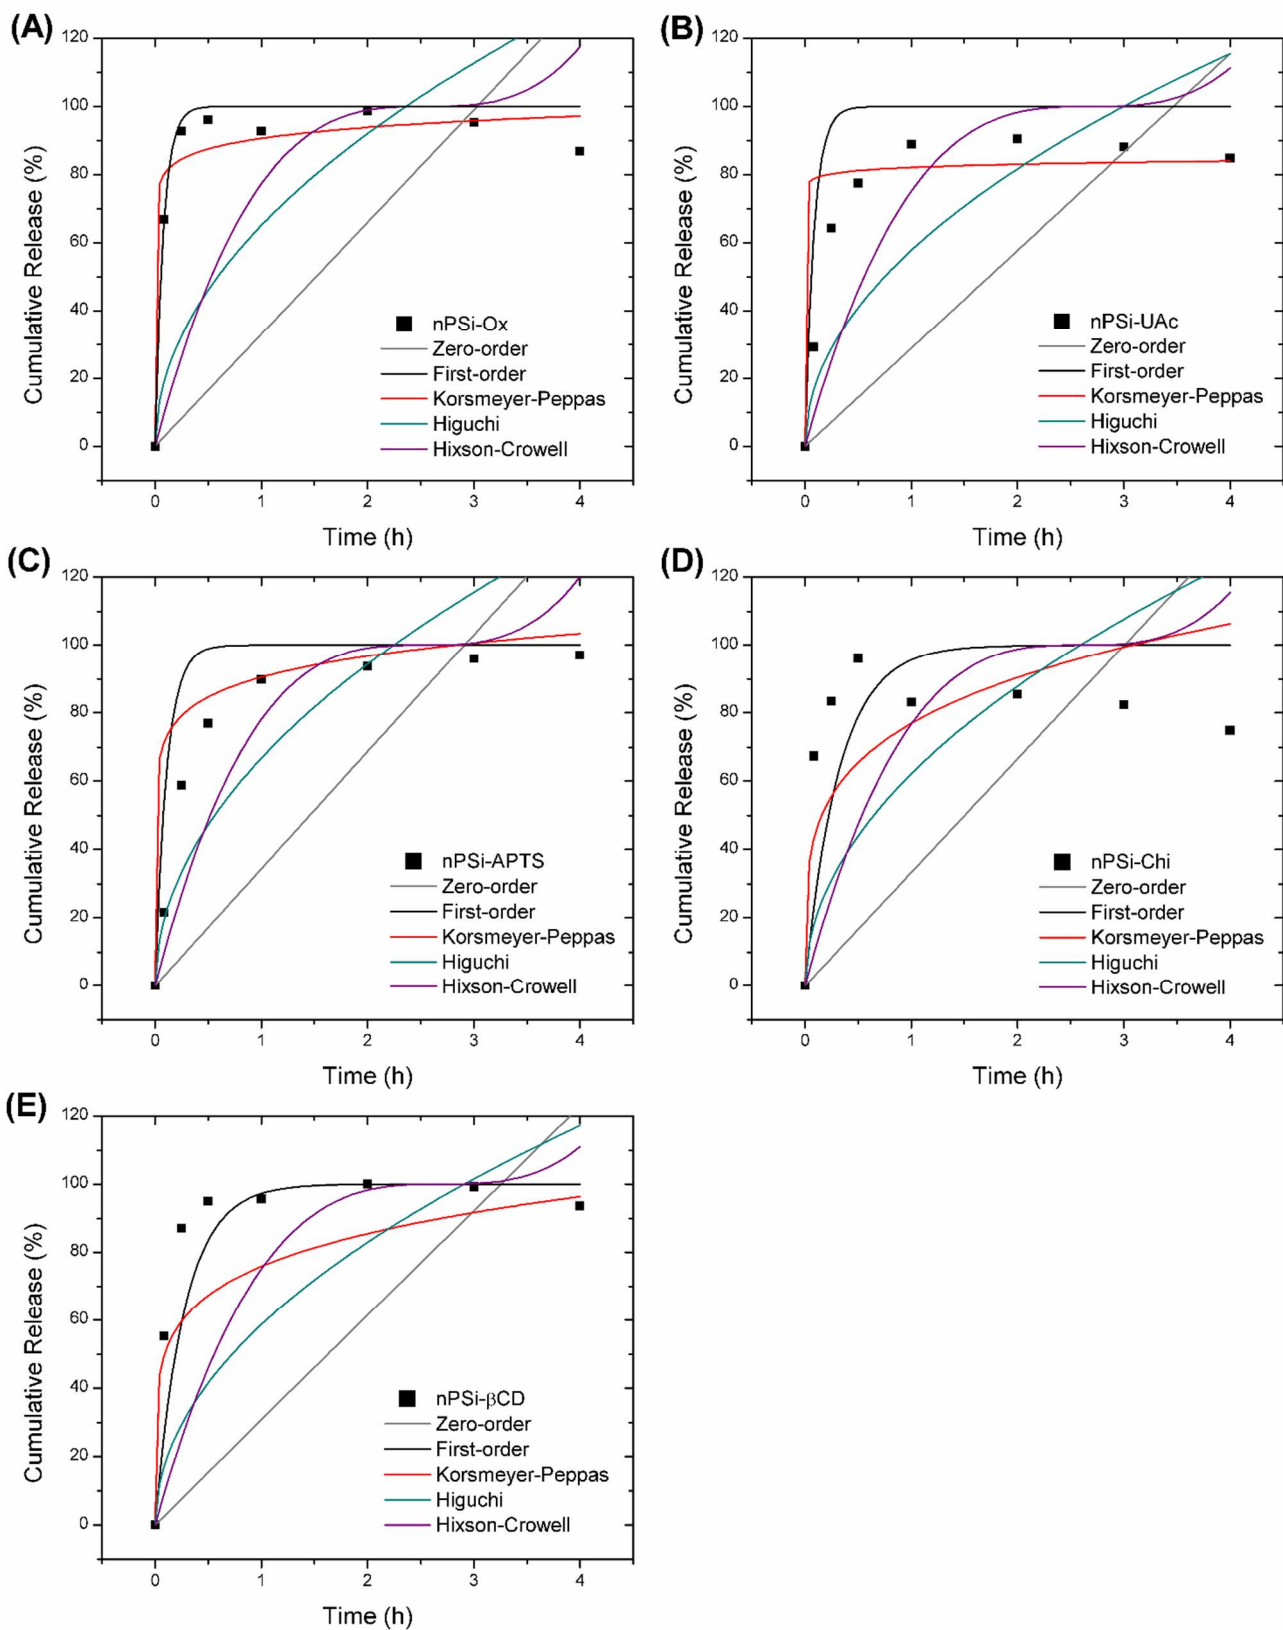 (A)
120
100
80
60
40
20
0
Cumulative Release (%)
nPSi-Ox
Zero-order
First-order
Korsmeyer-Peppas
Higuchi
Hixson-Crowell
0 1 2 3 4
Time (h)
(B)
120
100
80
60
40
20
0
Cumulative Release (%)
nPSi-UAc
Zero-order
First-order
Korsmeyer-Peppas
Higuchi
Hixson-Crowell
0 1 2 3 4
Time (h)
(C)
120
100
80
60
40
20
0
Cumulative Release (%)
nPSi-APTS
Zero-order
First-order
Korsmeyer-Peppas
Higuchi
Hixson-Crowell
0 1 2 3 4
Time (h)
(D)
120
100
80
60
40
20
0
Cumulative Release (%)
nPSi-Chi
Zero-order
First-order
Korsmeyer-Peppas
Higuchi
Hixson-Crowell
0 1 2 3 4
Time (h)
(E)
120
100
80
60
40
20
0
Cumulative Release (%)
nPSi-βCD
Zero-order
First-order
Korsmeyer-Peppas
Higuchi
Hixson-Crowell
0 1 2 3 4
Time (h)